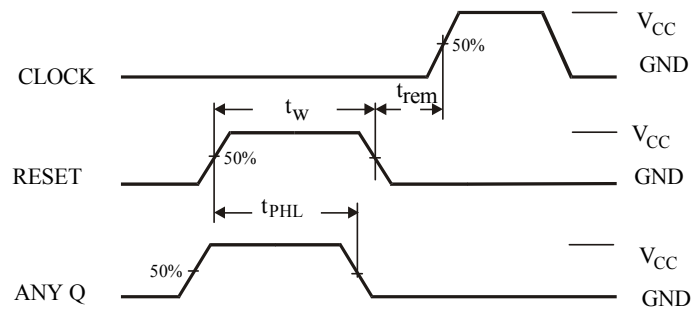 V_CC
50%
GND
CLOCK
t_rem
t_W
V_CC
50%
RESET
GND
t_PHL
V_CC
50%
ANY Q
GND